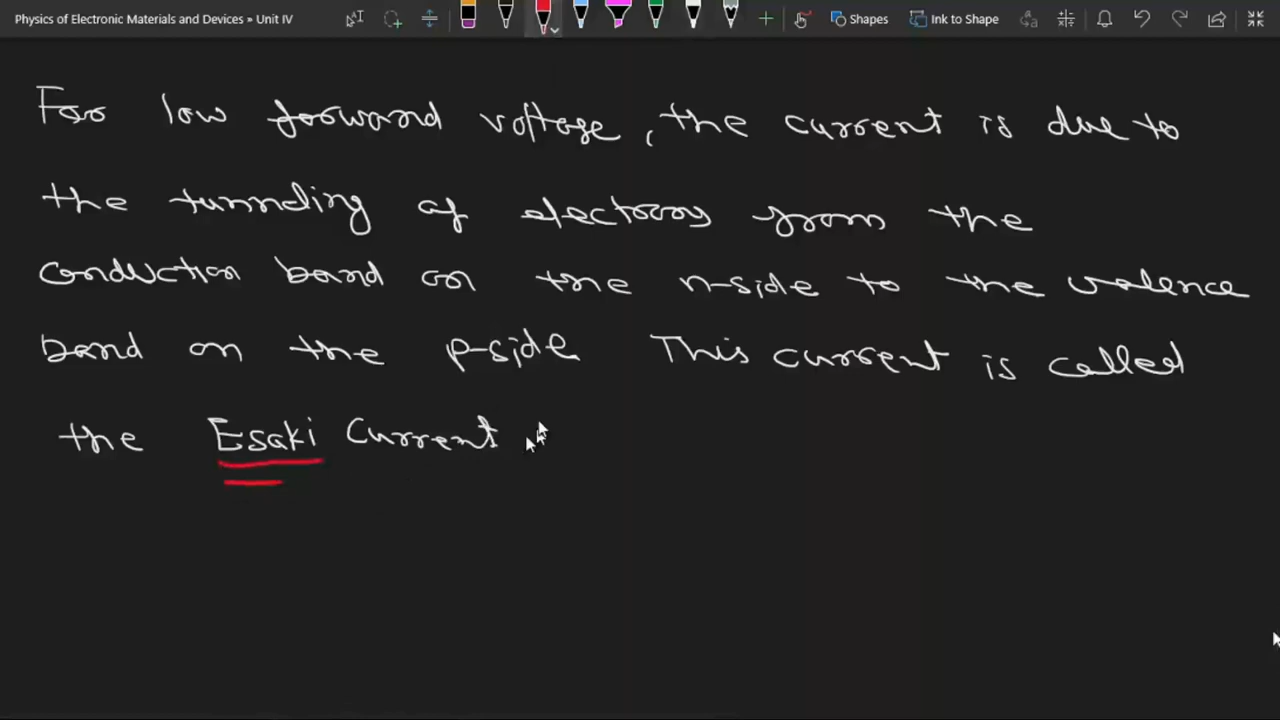 Physics of Electronic Materials and Devices » Unit IV
Shapes
Ink to Shape
For low forward voltage, the current is due to
the tunneling of electrons from the
conduction band on the n-side to the valence
band on the p-side. This current is called
the Esaki Current.